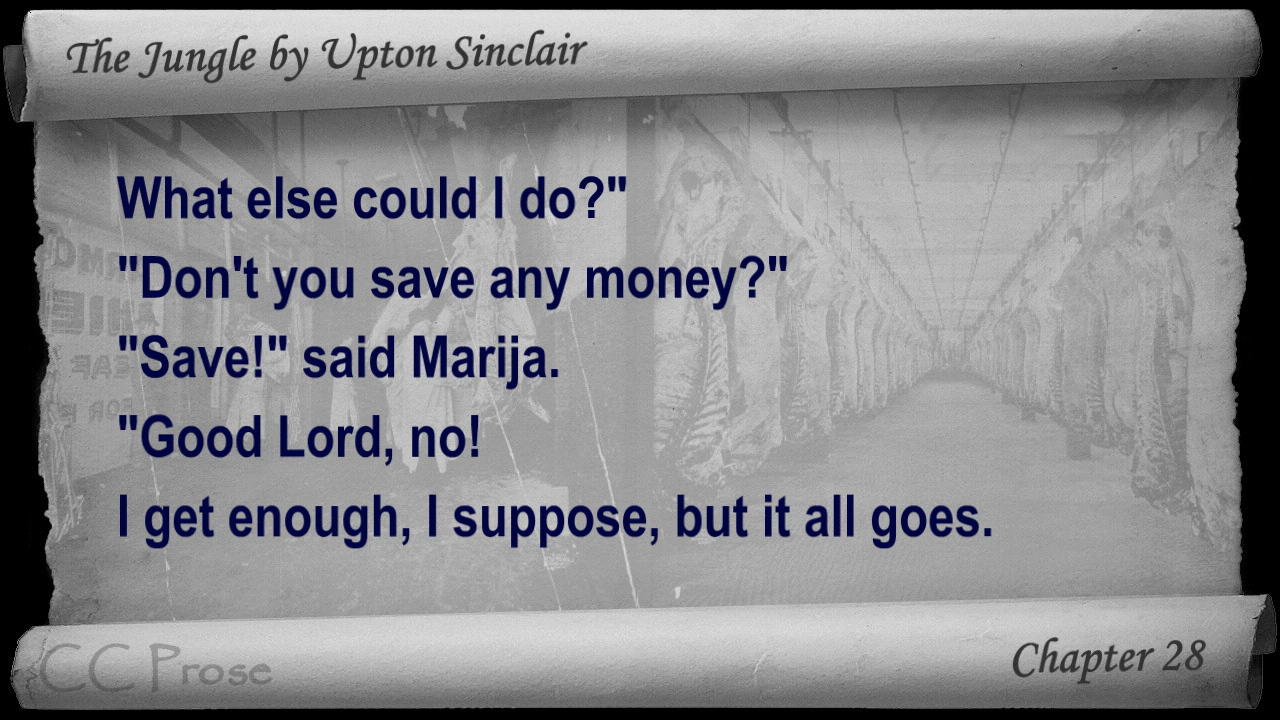 The Jungle by Upton Sinclair
What else could I do?"
"Don't you save any money?"
"Save!" said Marija.
"Good Lord, no!
I get enough, I suppose, but it all goes.
CC Prose
Chapter 28